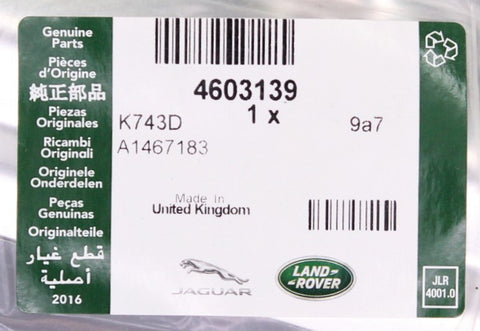 Genuine
Parts
Pièces
d'Origine
純正部品
Piezas
Originales
Ricambi
Originali
Originele
Onderdelen
Peças
Genuinas
Originalteile
قطع غيار
أصلية
2016
4603139
1 x
K743D
9a7
A1467183
Made In
United Kingdom
JAGUAR
LAND-
-ROVER
JLR
4001.0